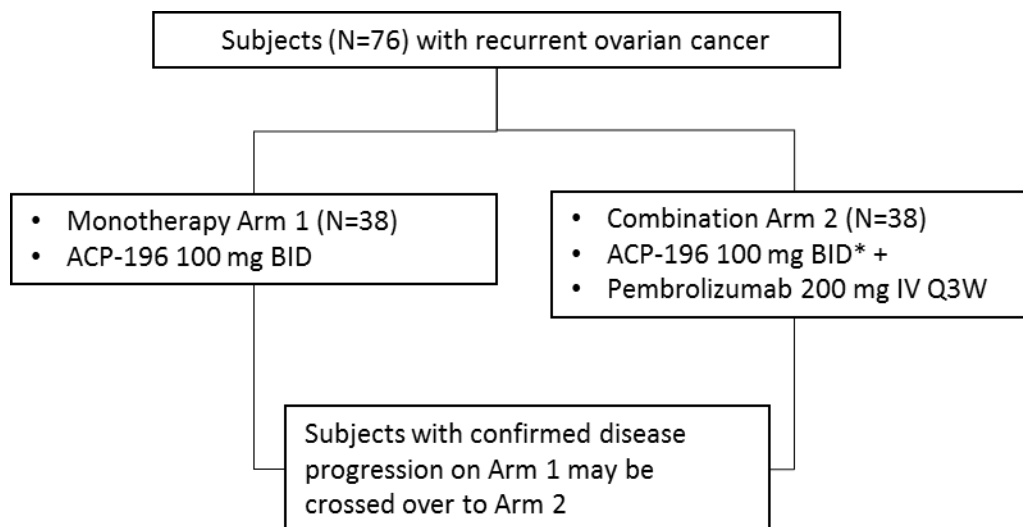 Subjects (N=76) with recurrent ovarian cancer
• Monotherapy Arm 1 (N=38)
• ACP-196 100 mg BID
• Combination Arm 2 (N=38)
• ACP-196 100 mg BID* +
• Pembrolizumab 200 mg IV Q3W
Subjects with confirmed disease
progression on Arm 1 may be
crossed over to Arm 2